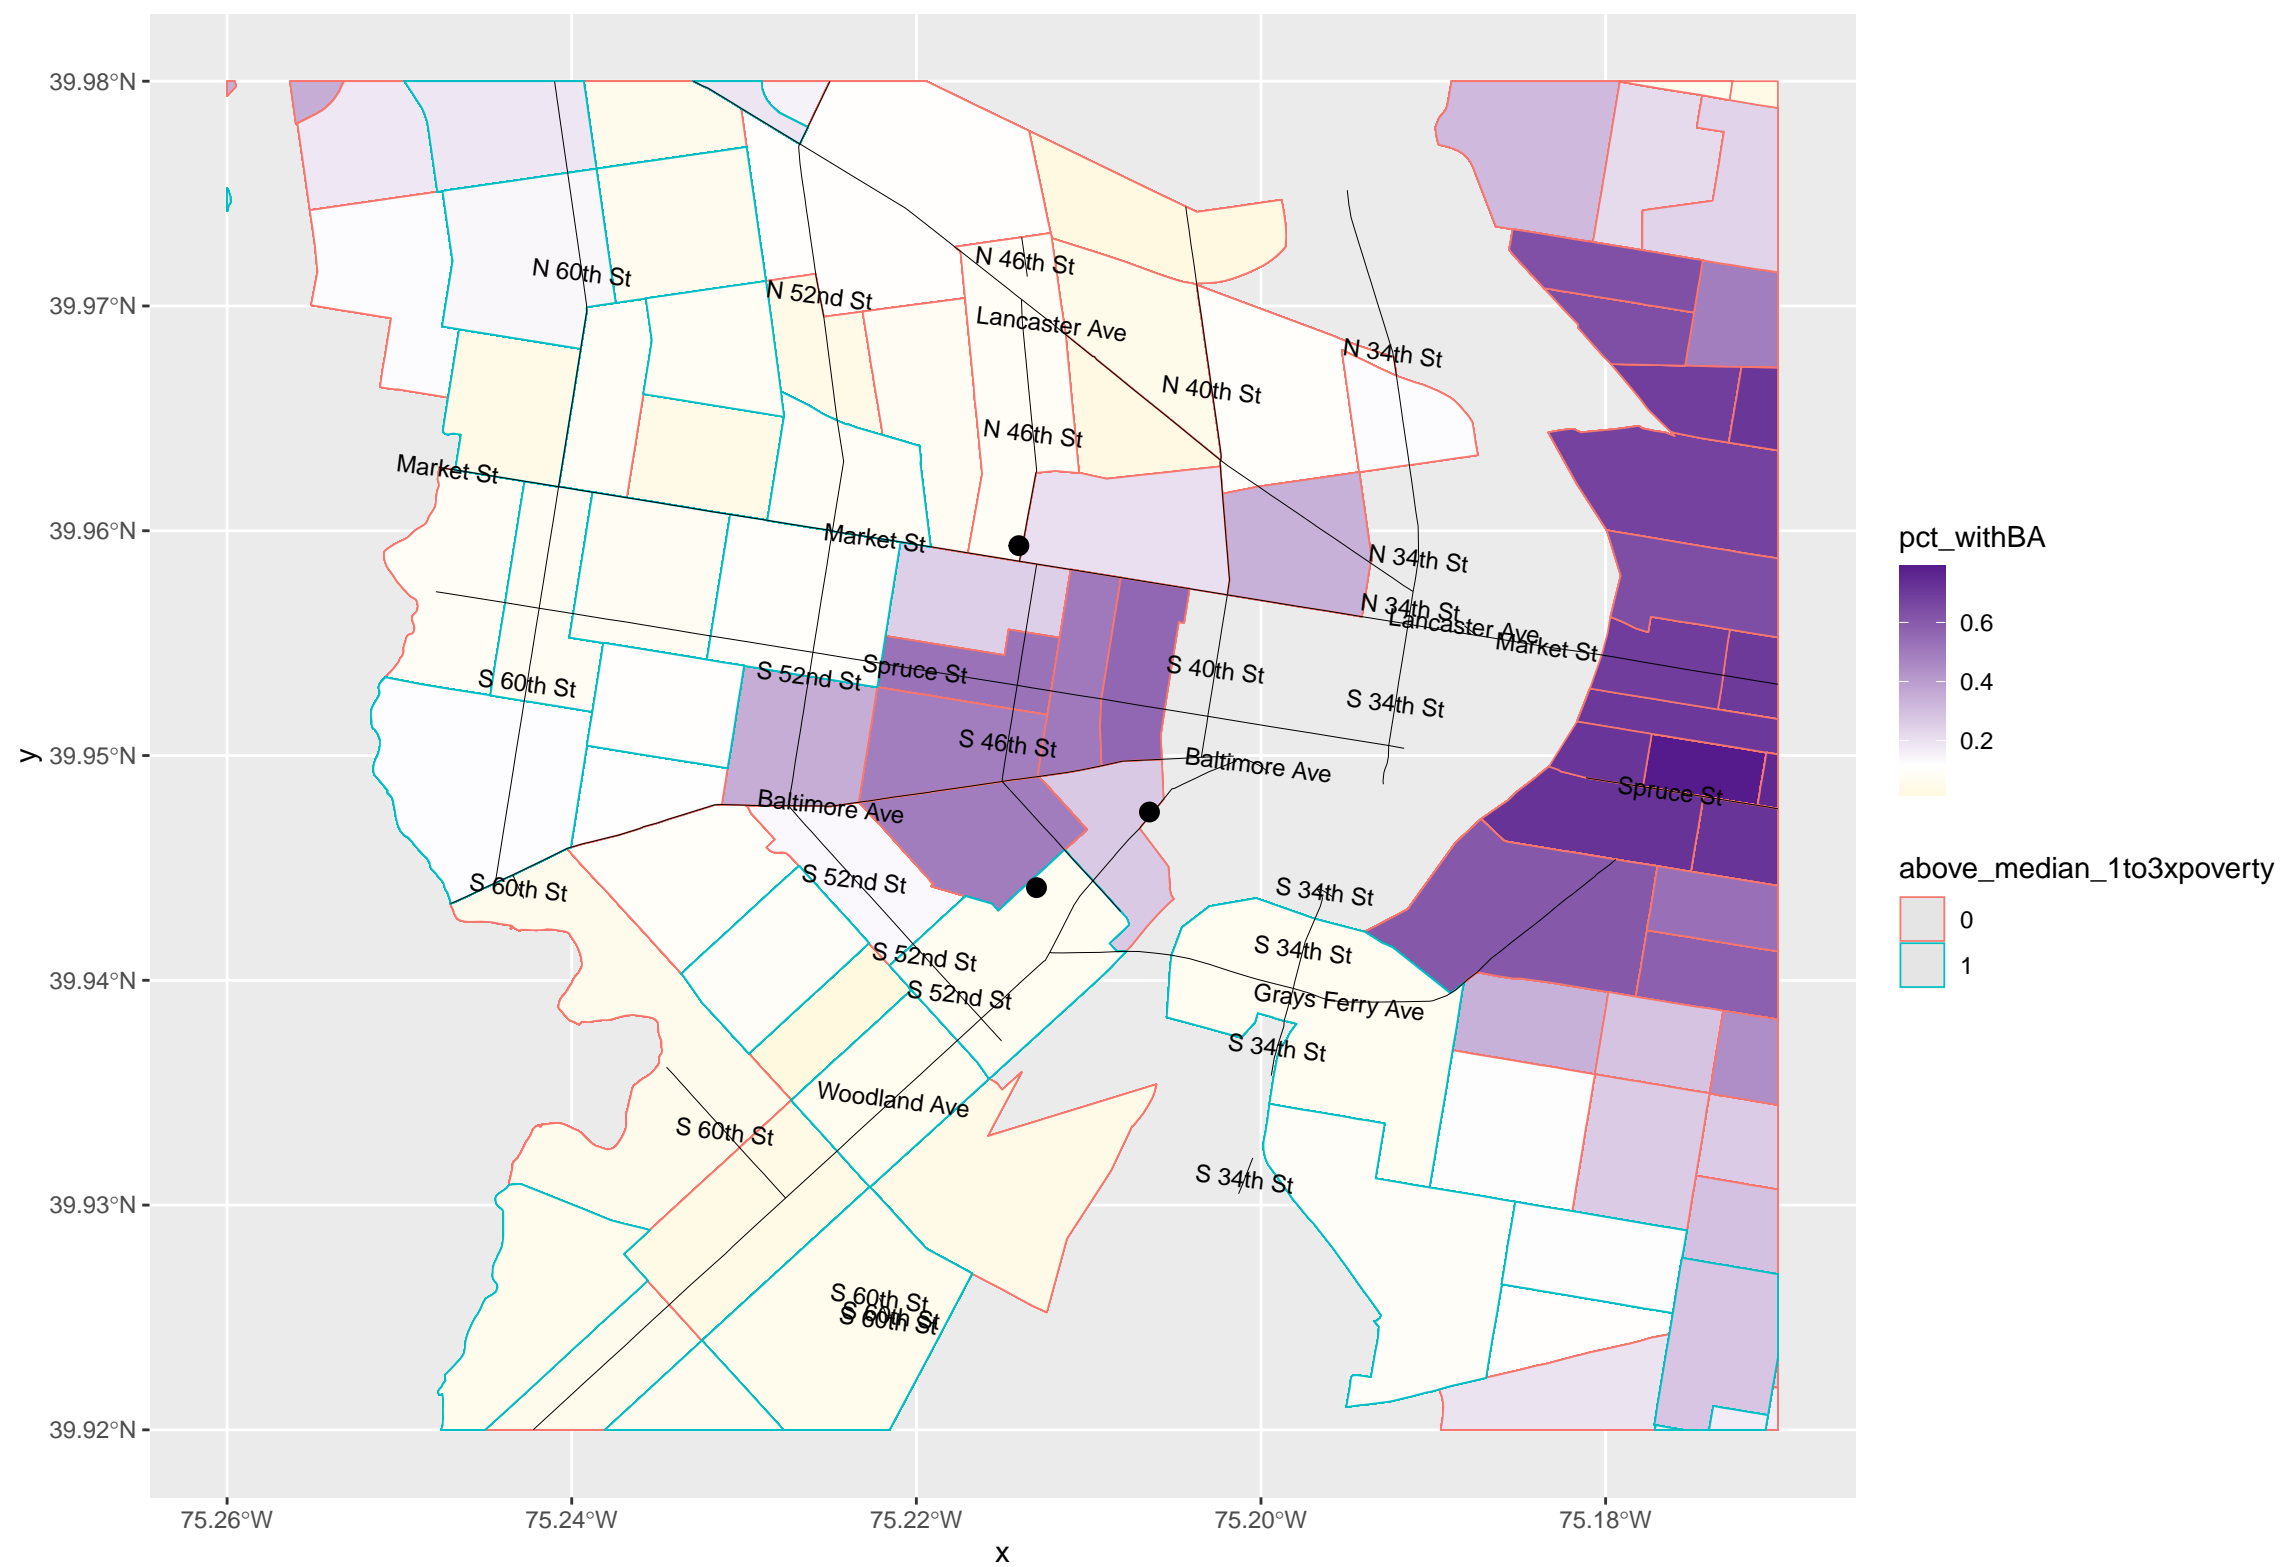 39.98°N
39.97°N
39.96°N
39.95°N
39.94°N
39.93°N
39.92°N
y
N 46th St
N 60th St
N 52nd St
Lancaster Ave
N 34th St
N 40th St
N 46th St
Market St
Market St
N 34th St
N 34th St
Lancaster Ave
Market St
Spruce St
S 40th St
S 52nd St
S 60th St
S 34th St
S 46th St
Baltimore Ave
Spruce St
Baltimore Ave
S 52nd St
S 60th St
S 34th St
S 34th St
S 52nd St
S 52nd St
Grays Ferry Ave
S 34th St
Woodland Ave
S 60th St
S 34th St
S 60th St
S 60th St
S 60th St
75.26°W
75.24°W
75.22°W
75.20°W
75.18°W
x
pct_withBA
0.6
0.4
0.2
above_median_1to3xpoverty
0
1